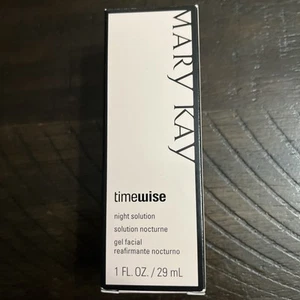 MARY KAY
timewise
night solution
solution nocturne
gel facial
reafirmante nocturno
1 FL. OZ. / 29 mL